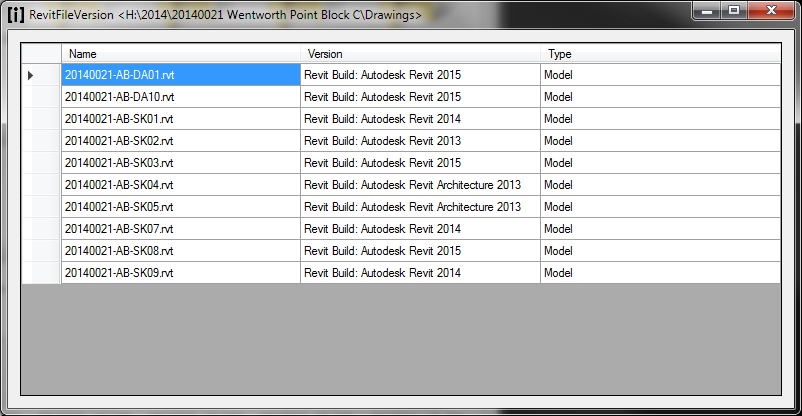 [i] RevitFileVersion <H:\2014\20140021 Wentworth Point Block C\Drawings>
Name Version Type
20140021-AB-DA01.rvt Revit Build: Autodesk Revit 2015 Model
20140021-AB-DA10.rvt Revit Build: Autodesk Revit 2015 Model
20140021-AB-SK01.rvt Revit Build: Autodesk Revit 2014 Model
20140021-AB-SK02.rvt Revit Build: Autodesk Revit 2013 Model
20140021-AB-SK03.rvt Revit Build: Autodesk Revit 2015 Model
20140021-AB-SK04.rvt Revit Build: Autodesk Revit Architecture 2013 Model
20140021-AB-SK05.rvt Revit Build: Autodesk Revit Architecture 2013 Model
20140021-AB-SK07.rvt Revit Build: Autodesk Revit 2014 Model
20140021-AB-SK08.rvt Revit Build: Autodesk Revit 2015 Model
20140021-AB-SK09.rvt Revit Build: Autodesk Revit 2014 Model